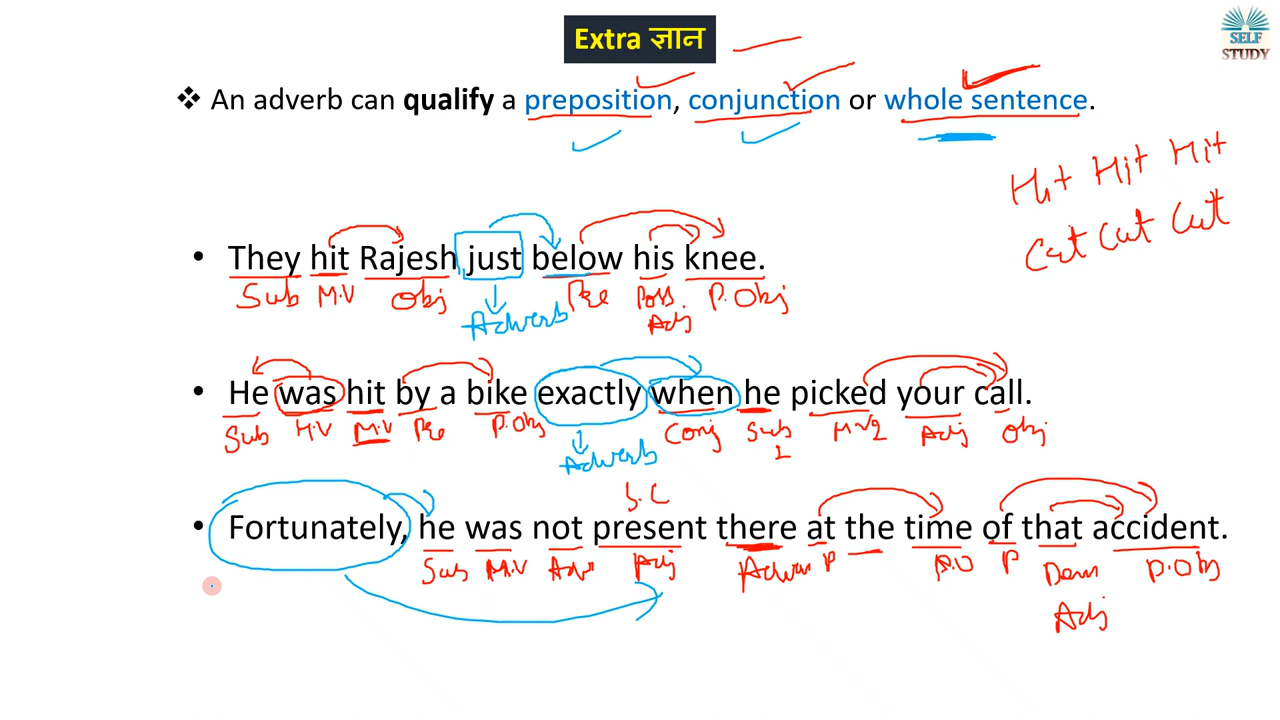 Extra ज्ञान
SELF
STUDY
❖ An adverb can qualify a preposition, conjunction or whole sentence.
Hit Hit Hit
Cut Cut Cut
• They hit Rajesh just below his knee.
Sub M.V Obj Adverb Pre Poss. Adj P. Obj
• He was hit by a bike exactly when he picked your call.
Sub H.V M.V Pre P. Obj Adverb Conj Sub 2 M.V2 Adj Obj
S.C
• Fortunately, he was not present there at the time of that accident.
Sub M.V Adv Adj Adverb P P.O P Dem Adj P. Obj